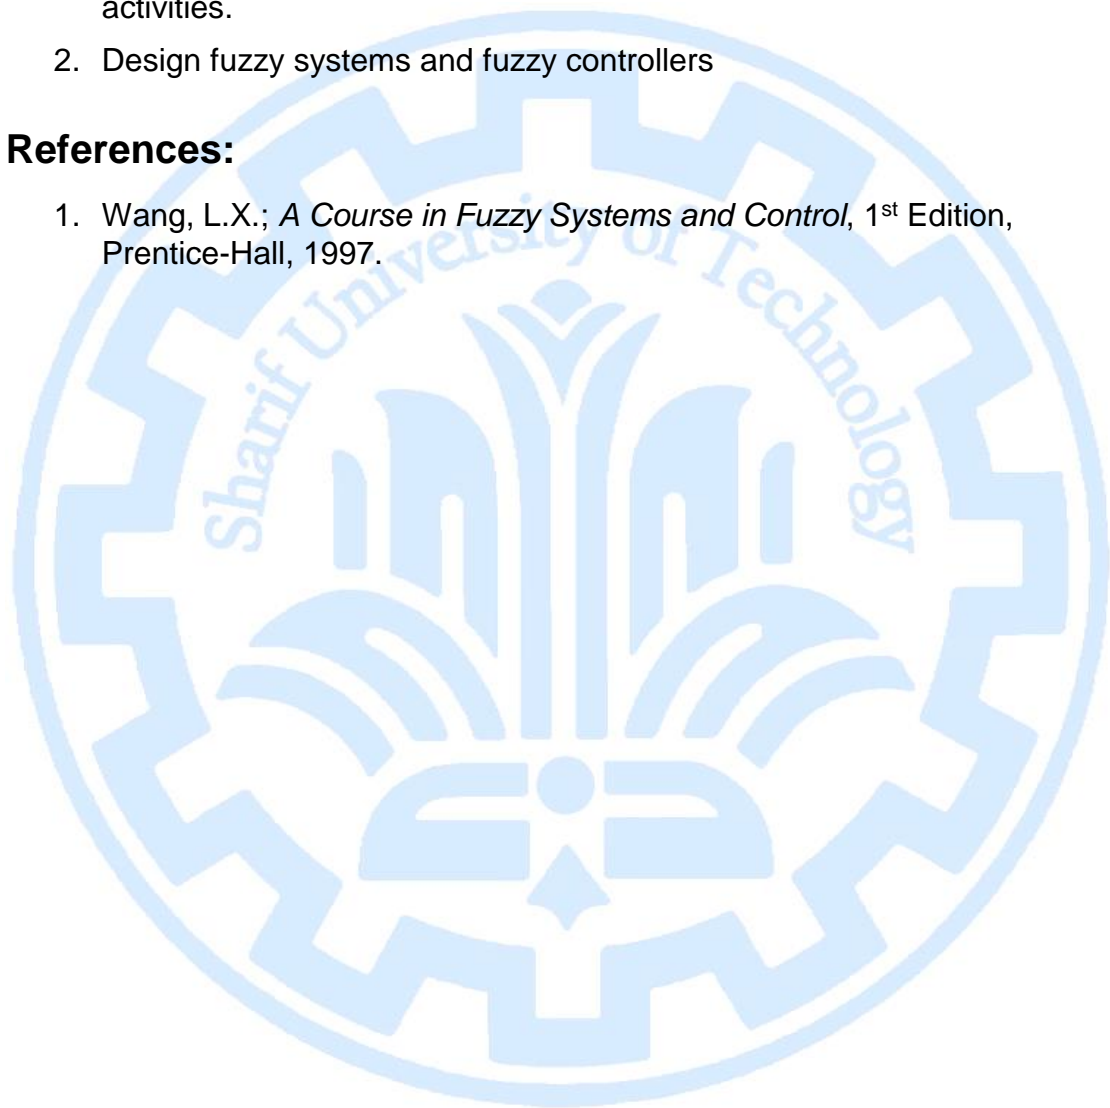 activities.
2. Design fuzzy systems and fuzzy controllers
References:
1. Wang, L.X.; A Course in Fuzzy Systems and Control, 1st Edition,
Prentice-Hall, 1997.
Sharif University of Technology